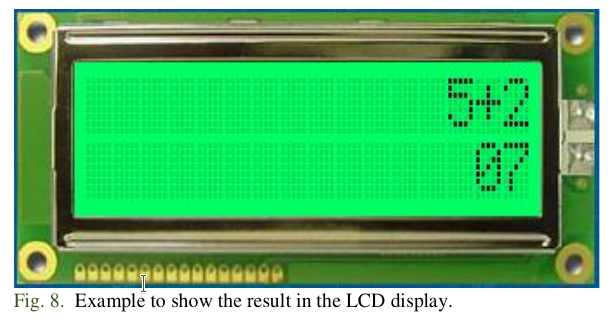 5+2
07
Fig. 8. Example to show the result in the LCD display.